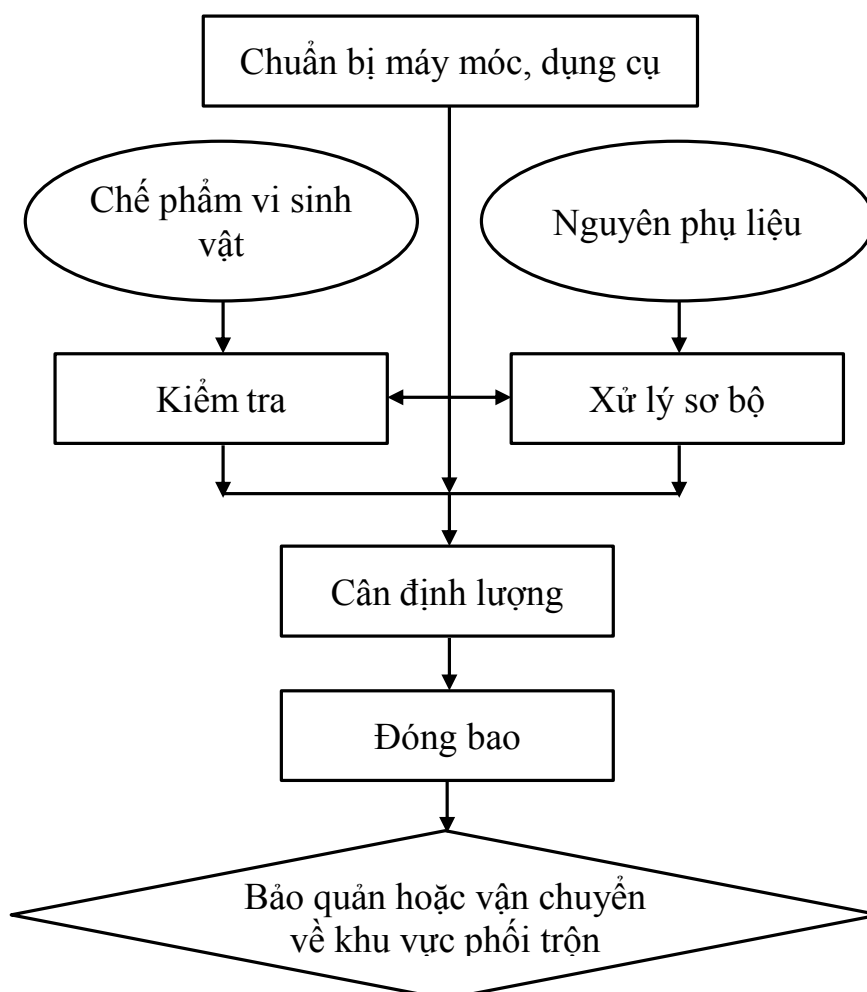 Chuẩn bị máy móc, dụng cụ
Chế phẩm vi sinh
vật
Nguyên phụ liệu
Kiểm tra
Xử lý sơ bộ
Cân định lượng
Đóng bao
Bảo quản hoặc vận chuyển
về khu vực phối trộn